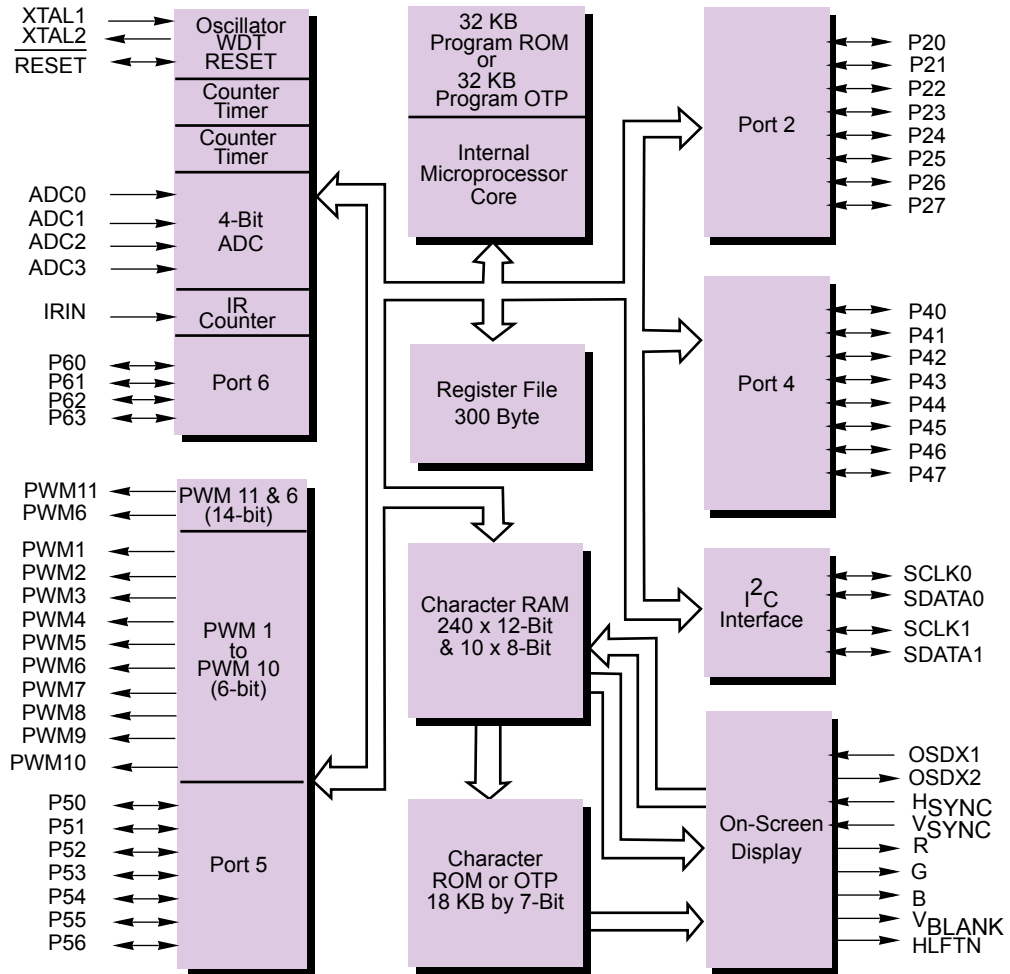 XTAL1
XTAL2
RESET
Oscillator
WDT
RESET
Counter
Timer
Counter
Timer
ADC0
ADC1
ADC2
ADC3
4-Bit
ADC
IRIN
IR
Counter
P60
P61
P62
P63
Port 6
32 KB
Program ROM
or
32 KB
Program OTP
Internal
Microprocessor
Core
Register File
300 Byte
Port 2
P20
P21
P22
P23
P24
P25
P26
P27
Port 4
P40
P41
P42
P43
P44
P45
P46
P47
PWM11
PWM6
PWM 11 & 6
(14-bit)
PWM1
PWM2
PWM3
PWM4
PWM5
PWM6
PWM7
PWM8
PWM9
PWM10
PWM 1
to
PWM 10
(6-bit)
P50
P51
P52
P53
P54
P55
P56
Port 5
Character RAM
240 x 12-Bit
& 10 x 8-Bit
Character
ROM or OTP
18 KB by 7-Bit
I2C
Interface
SCLK0
SDATA0
SCLK1
SDATA1
On-Screen
Display
OSDX1
OSDX2
HSYNC
VSYNC
R
G
B
VBLANK
HLFTN